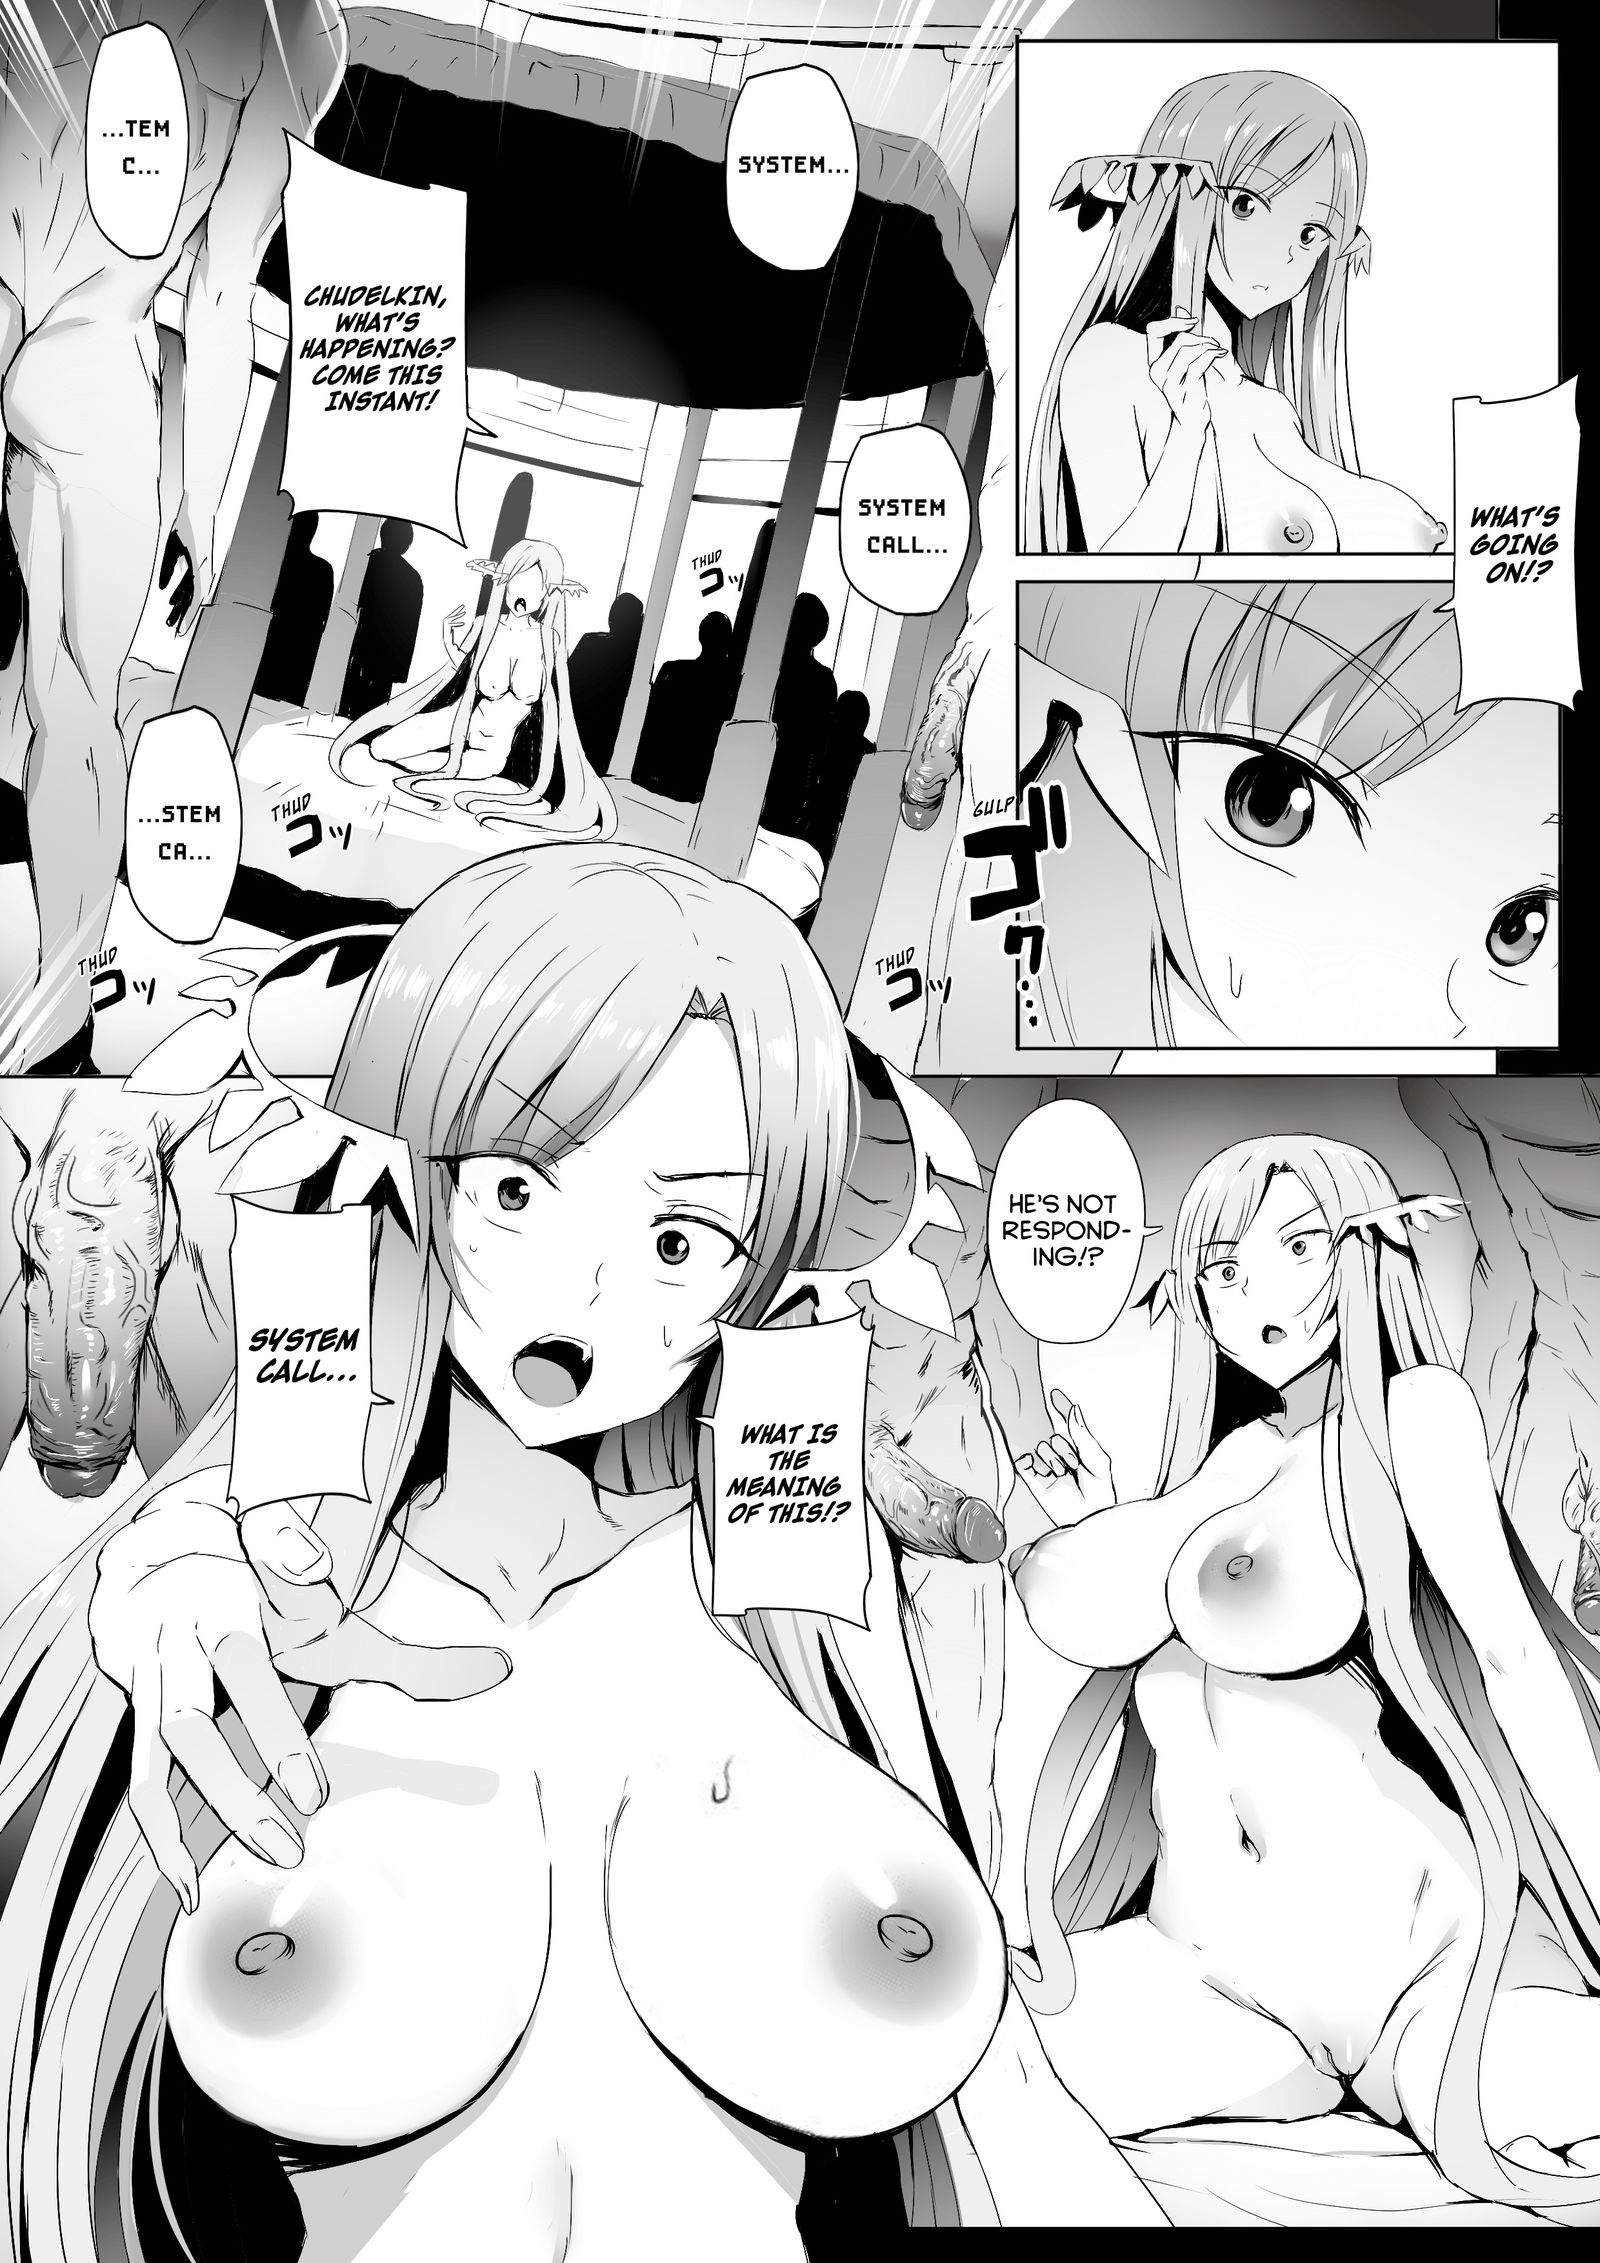 WHAT'S
GOING
ON!?
GULP
ゴク…
SYSTEM...
SYSTEM
CALL...
CHUDELKIN,
WHAT'S
HAPPENING?
COME THIS
INSTANT!
...TEM
C...
...STEM
CA...
THUD
コッ
THUD
コッ
THUD
コッ
THUD
コッ
HE'S NOT
RESPOND-
ING!?
WHAT IS
THE
MEANING
OF THIS!?
SYSTEM
CALL...